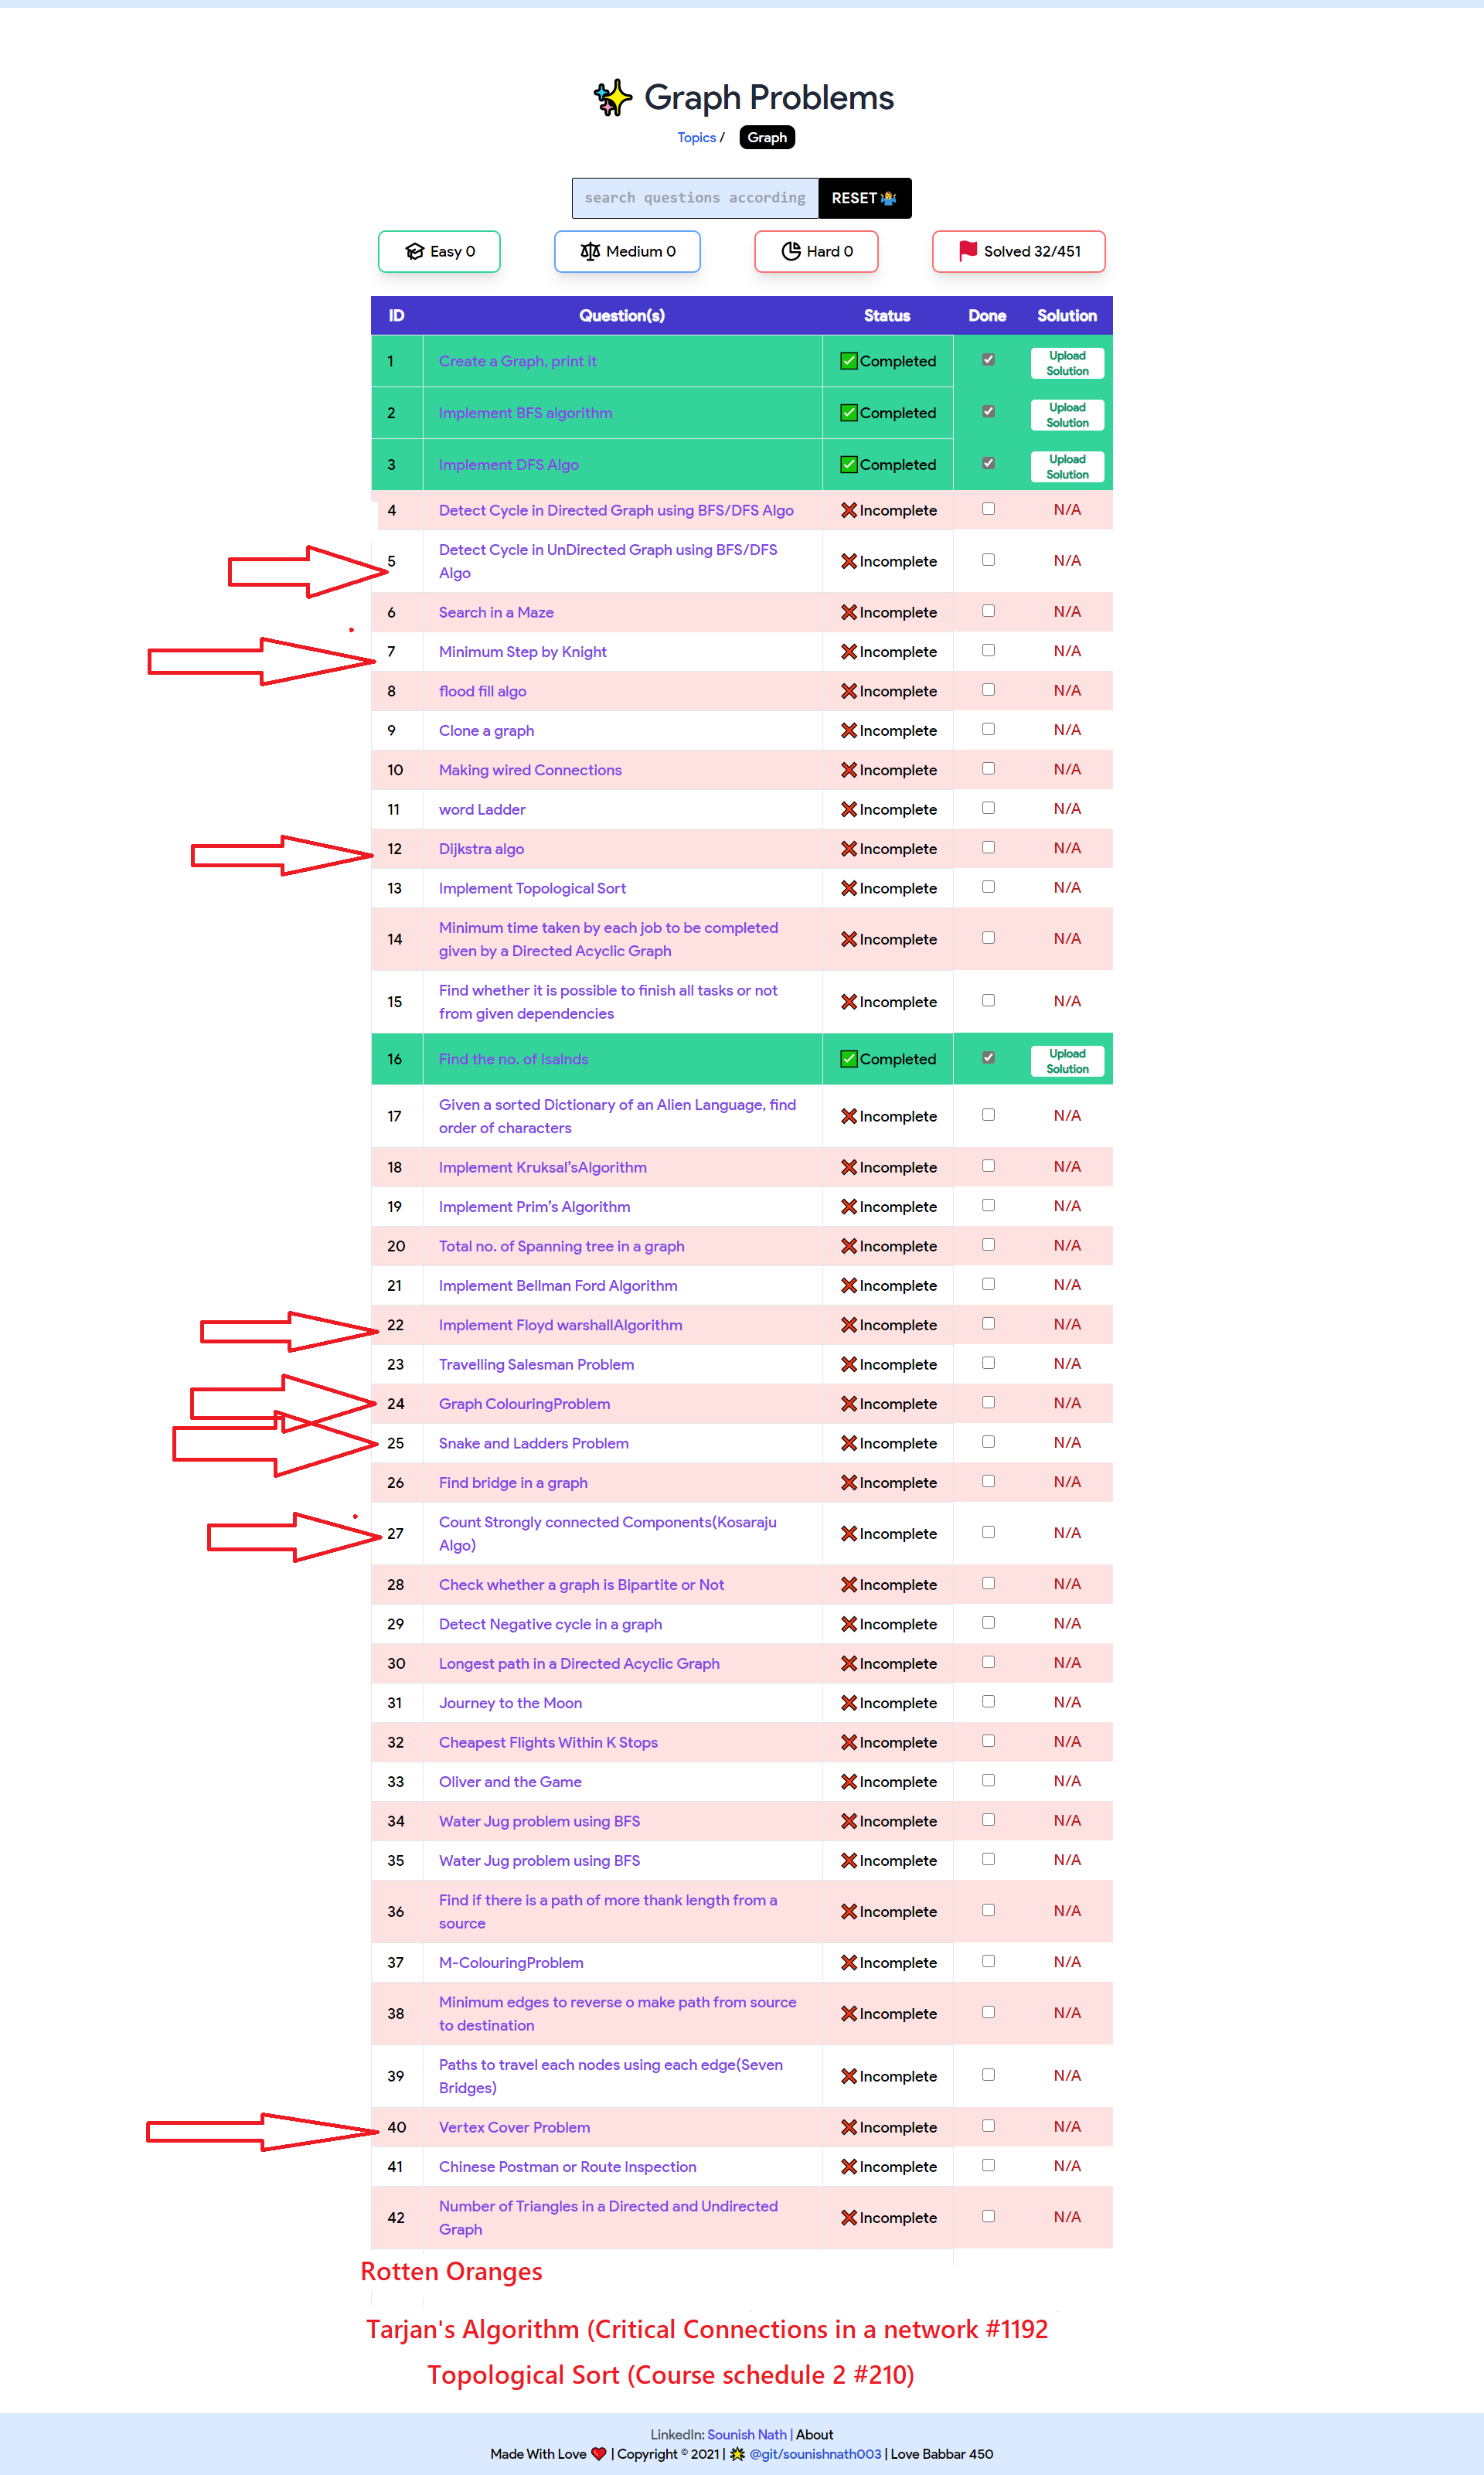 Graph Problems
Topics / Graph
search questions according RESET
Easy 0 Medium 0 Hard 0 Solved 32/451
ID Question(s) Status Done Solution
1 Create a Graph, print it Completed Upload Solution
2 Implement BFS algorithm Completed Upload Solution
3 Implement DFS Algo Completed Upload Solution
4 Detect Cycle in Directed Graph using BFS/DFS Algo Incomplete N/A
5 Detect Cycle in UnDirected Graph using BFS/DFS Algo Incomplete N/A
6 Search in a Maze Incomplete N/A
7 Minimum Step by Knight Incomplete N/A
8 flood fill algo Incomplete N/A
9 Clone a graph Incomplete N/A
10 Making wired Connections Incomplete N/A
11 word Ladder Incomplete N/A
12 Dijkstra algo Incomplete N/A
13 Implement Topological Sort Incomplete N/A
14 Minimum time taken by each job to be completed given by a Directed Acyclic Graph Incomplete N/A
15 Find whether it is possible to finish all tasks or not from given dependencies Incomplete N/A
16 Find the no. of Isalnds Completed Upload Solution
17 Given a sorted Dictionary of an Alien Language, find order of characters Incomplete N/A
18 Implement Kruksal’sAlgorithm Incomplete N/A
19 Implement Prim’s Algorithm Incomplete N/A
20 Total no. of Spanning tree in a graph Incomplete N/A
21 Implement Bellman Ford Algorithm Incomplete N/A
22 Implement Floyd warshallAlgorithm Incomplete N/A
23 Travelling Salesman Problem Incomplete N/A
24 Graph ColouringProblem Incomplete N/A
25 Snake and Ladders Problem Incomplete N/A
26 Find bridge in a graph Incomplete N/A
27 Count Strongly connected Components(Kosaraju Algo) Incomplete N/A
28 Check whether a graph is Bipartite or Not Incomplete N/A
29 Detect Negative cycle in a graph Incomplete N/A
30 Longest path in a Directed Acyclic Graph Incomplete N/A
31 Journey to the Moon Incomplete N/A
32 Cheapest Flights Within K Stops Incomplete N/A
33 Oliver and the Game Incomplete N/A
34 Water Jug problem using BFS Incomplete N/A
35 Water Jug problem using BFS Incomplete N/A
36 Find if there is a path of more thank length from a source Incomplete N/A
37 M-ColouringProblem Incomplete N/A
38 Minimum edges to reverse o make path from source to destination Incomplete N/A
39 Paths to travel each nodes using each edge(Seven Bridges) Incomplete N/A
40 Vertex Cover Problem Incomplete N/A
41 Chinese Postman or Route Inspection Incomplete N/A
42 Number of Triangles in a Directed and Undirected Graph Incomplete N/A
Rotten Oranges
Tarjan's Algorithm (Critical Connections in a network #1192
Topological Sort (Course schedule 2 #210)
LinkedIn: Sounish Nath | About
Made With Love | Copyright © 2021 | @git/sounishnath003 | Love Babbar 450